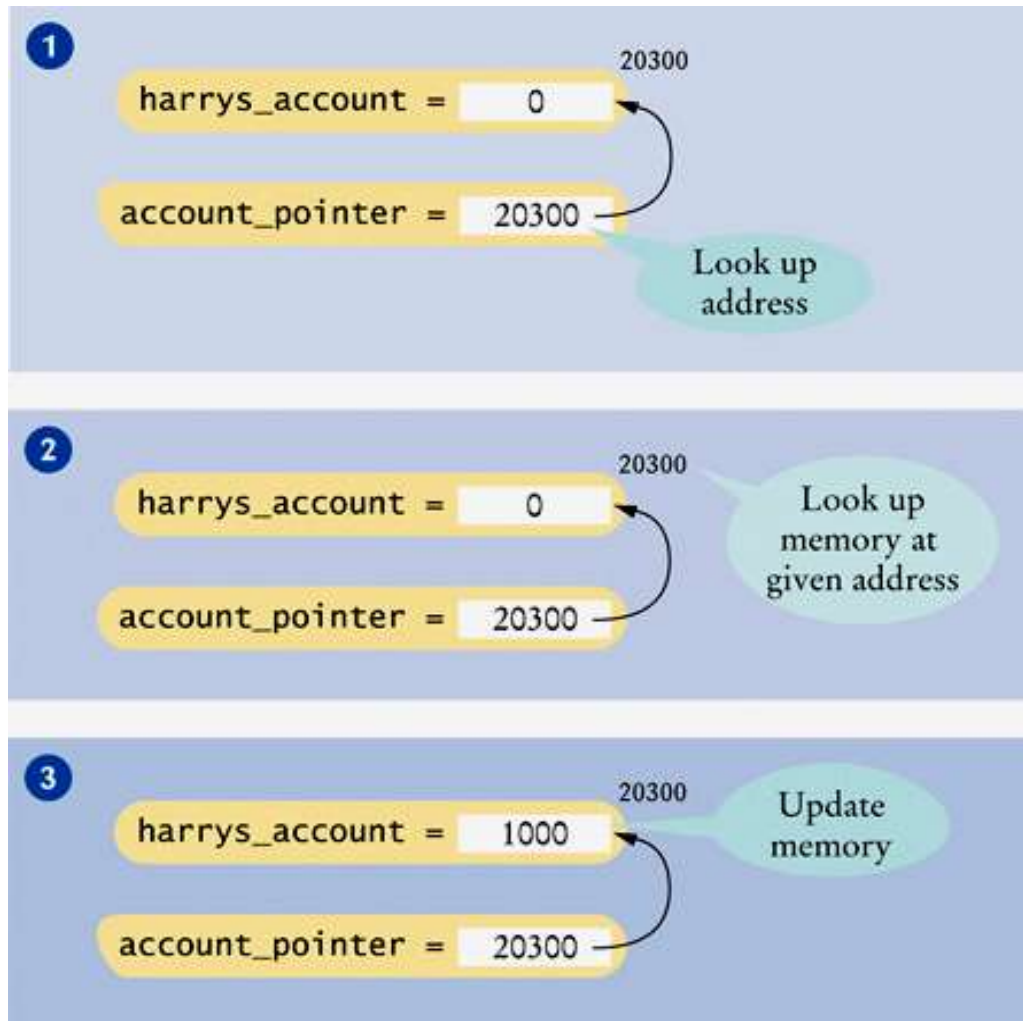 1
20300
harrys_account = 0
account_pointer = 20300
Look up
address
2
20300
harrys_account = 0
Look up
memory at
given address
account_pointer = 20300
3
20300
harrys_account = 1000
Update
memory
account_pointer = 20300